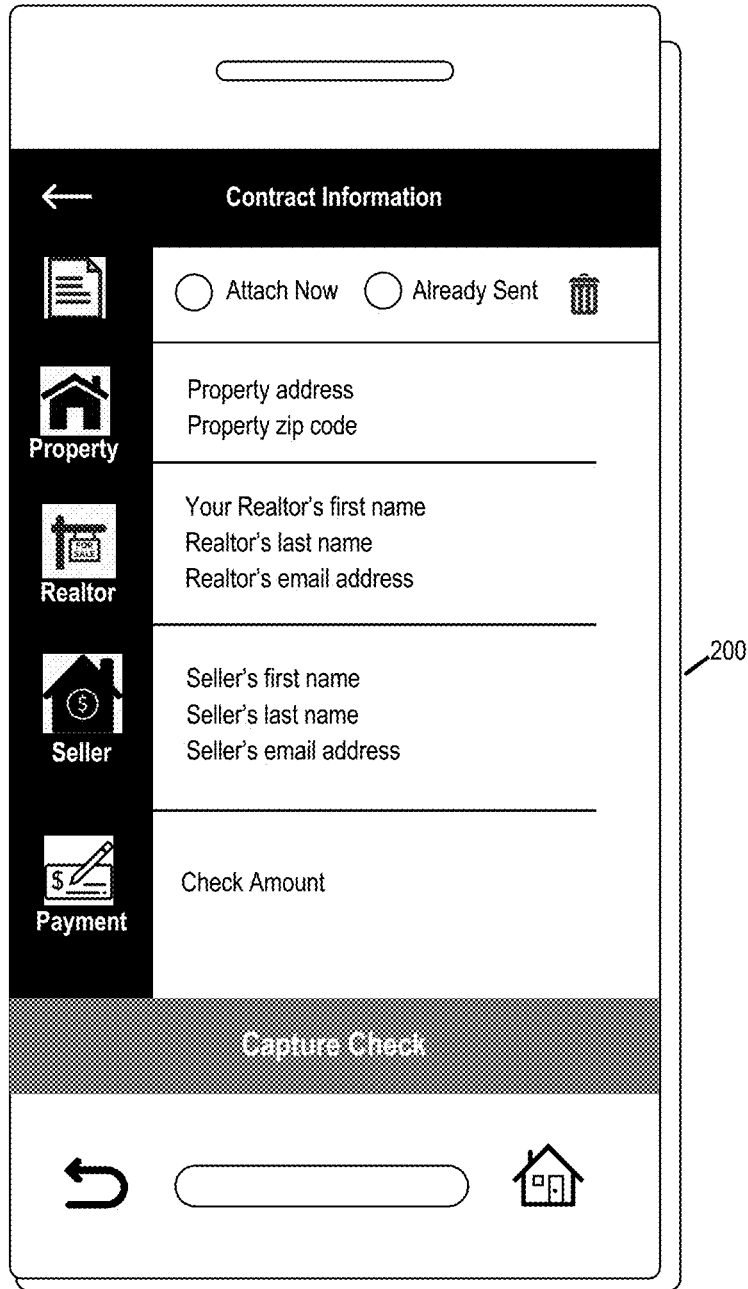 Contract Information
Attach Now
Already Sent
Property address
Property zip code
Property
Your Realtor's first name
Realtor's last name
Realtor's email address
FOR
SALE
Realtor
Seller's first name
Seller's last name
Seller's email address
$
Seller
$
Check Amount
Payment
Capture Check
200